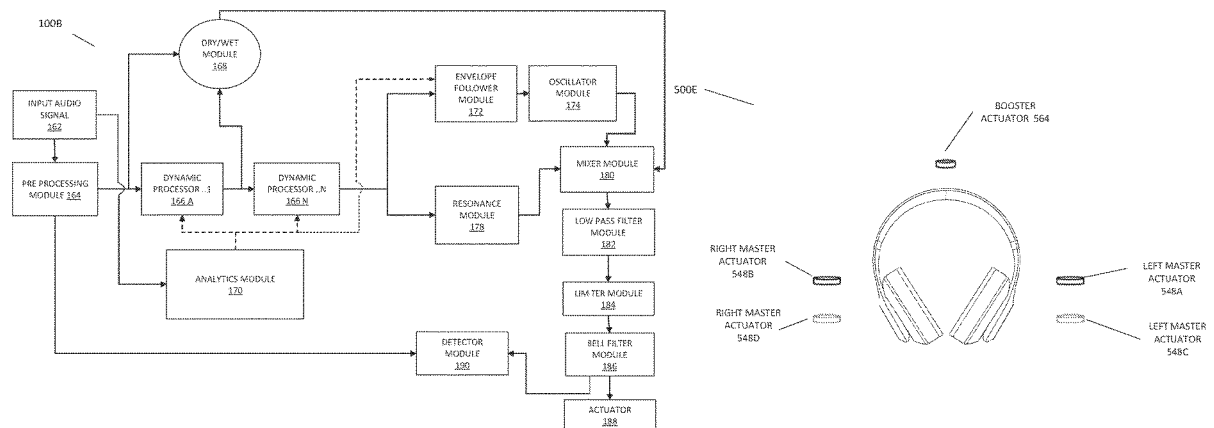 100B
DRY/WET
MODULE
168
INPUT AUDIO
SIGNAL
162
PRE PROCESSING
MODULE 164
DYNAMIC
PROCESSOR
166 A
DYNAMIC
PROCESSOR ..N
166 N
ANALYTICS MODULE
170
ENVELOPE
FOLLOWER
MODULE
172
OSCILLATOR
MODULE
174
RESONANCE
MODULE
178
MIXER MODULE
180
LOW PASS FILTER
MODULE
182
LIMITER MODULE
184
DETECTOR
MODULE
190
BELL FILTER
MODULE
186
ACTUATOR
188
500E
BOOSTER
ACTUATOR 564
RIGHT MASTER
ACTUATOR
548B
RIGHT MASTER
ACTUATOR
548D
LEFT MASTER
ACTUATOR
548A
LEFT MASTER
ACTUATOR
548C